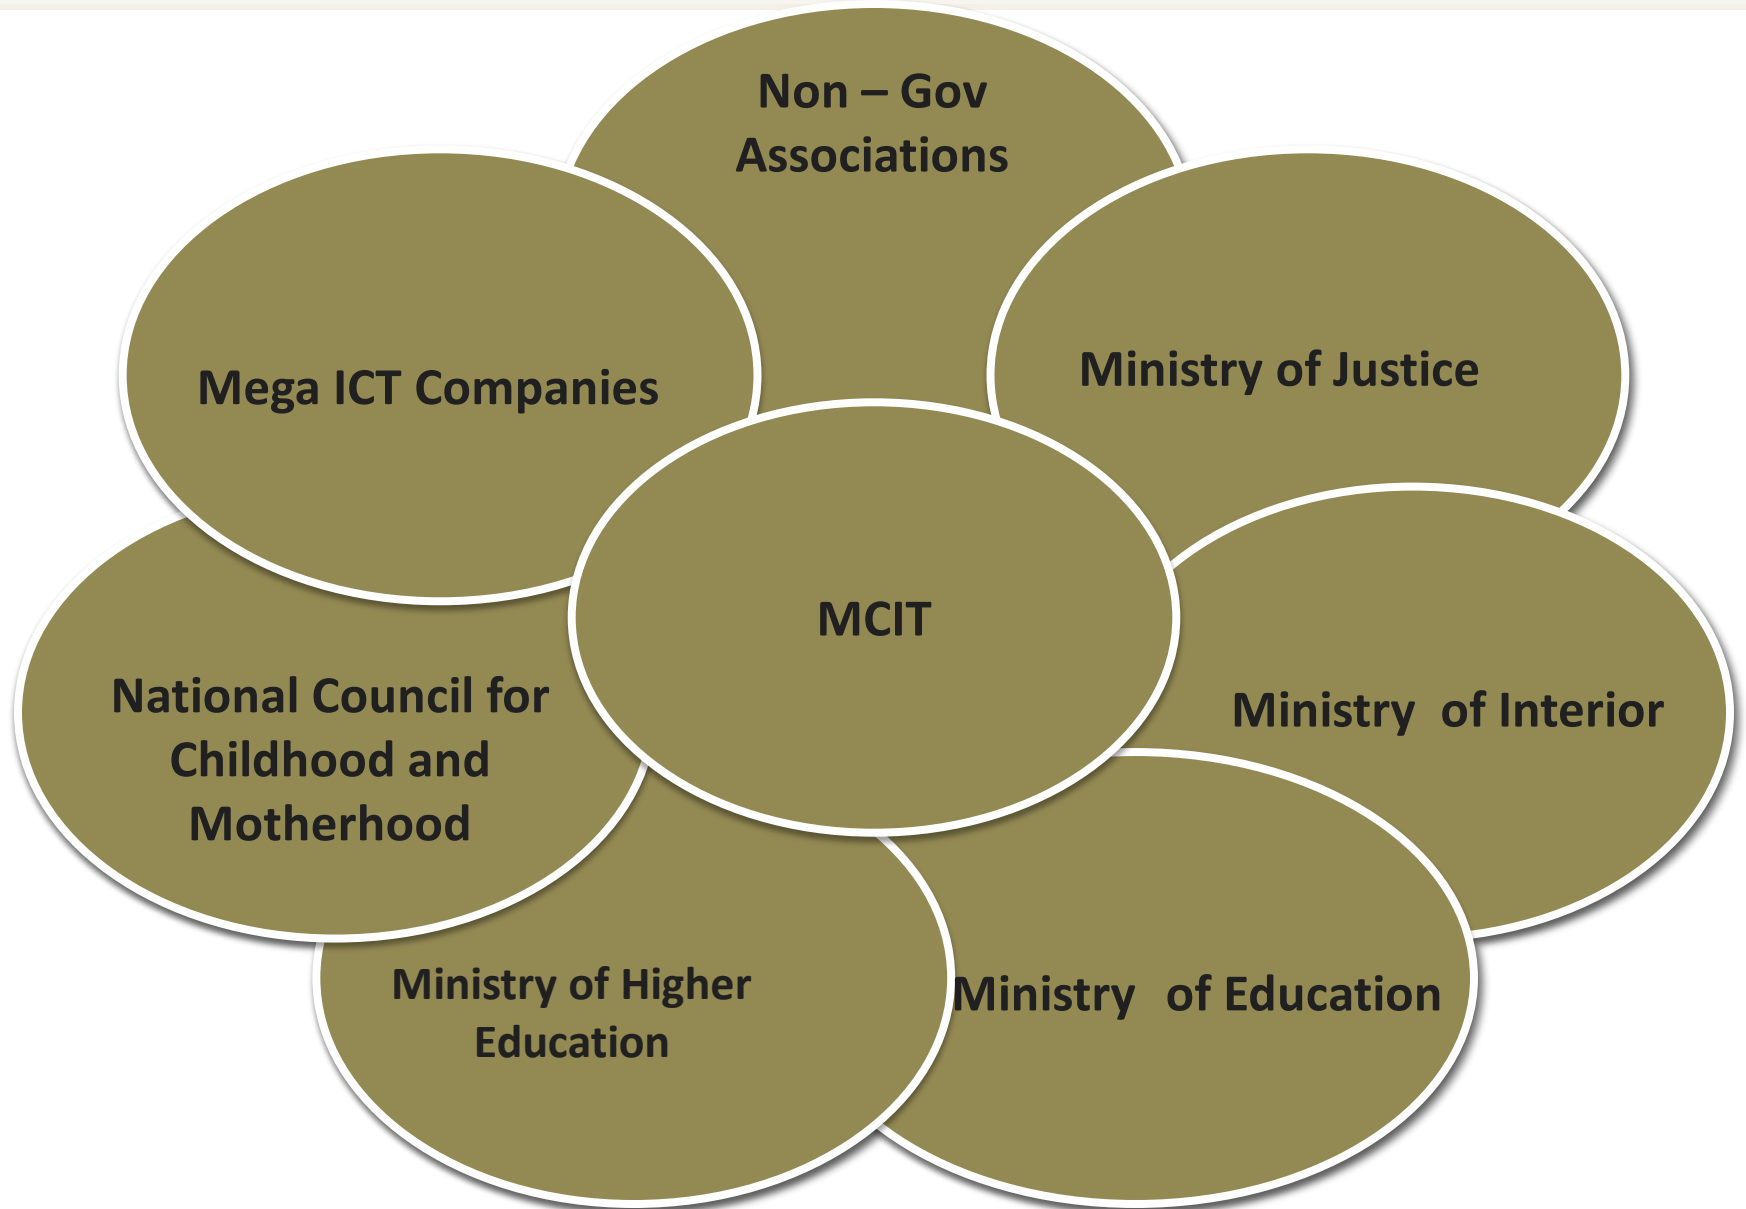 Non – Gov
Associations
Mega ICT Companies
Ministry of Justice
MCIT
National Council for
Childhood and
Motherhood
Ministry of Interior
Ministry of Higher
Education
Ministry of Education